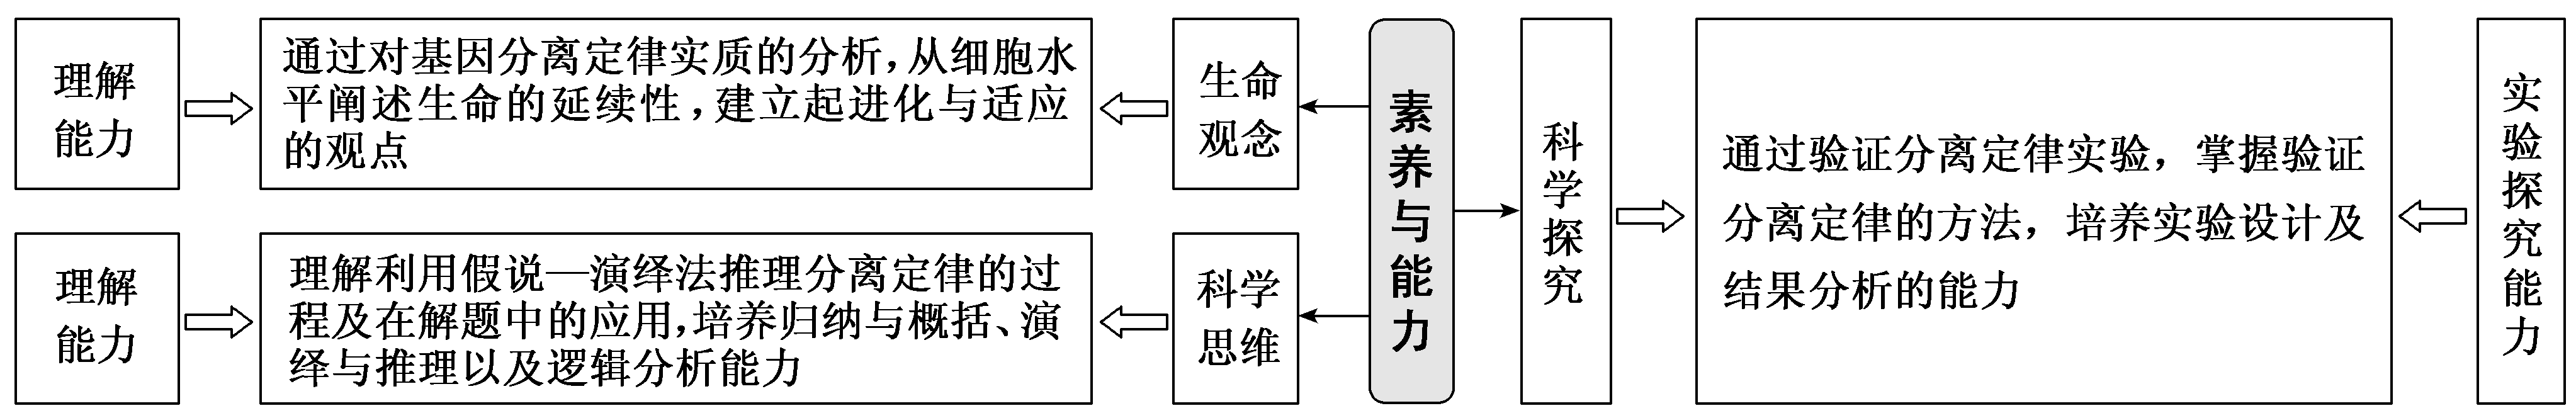 理解
能力
通过对基因分离定律实质的分析,从细胞水
平阐述生命的延续性,建立起进化与适应
的观点
生命
观念
理解
能力
理解利用假说—演绎法推理分离定律的过
程及在解题中的应用,培养归纳与概括、演
绎与推理以及逻辑分析能力
科学
思维
素养与能力
科学探究
通过验证分离定律实验，掌握验证
分离定律的方法，培养实验设计及
结果分析的能力
实验探究能力